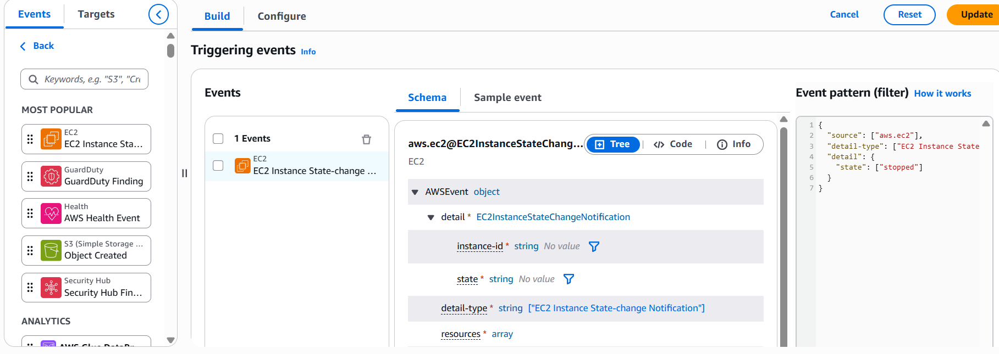 Events
Targets
Back
Keywords, e.g. "S3", "Cre
MOST POPULAR
EC2
EC2 Instance Sta...
GuardDuty
GuardDuty Finding
Health
AWS Health Event
S3 (Simple Storage ...
Object Created
Security Hub
Security Hub Fin...
ANALYTICS
Build
Configure
Cancel
Reset
Update
Triggering events Info
Events
1 Events
EC2
EC2 Instance State-change ...
Schema
Sample event
aws.ec2@EC2InstanceStateChang...
Tree
Code
Info
EC2
AWSEvent object
detail * EC2InstanceStateChangeNotification
instance-id * string No value
state * string No value
detail-type * string ["EC2 Instance State-change Notification"]
resources * array
Event pattern (filter) How it works
1 {
2 "source": ["aws.ec2"],
3 "detail-type": ["EC2 Instance State
4 "detail": {
5 "state": ["stopped"]
6 }
7 }